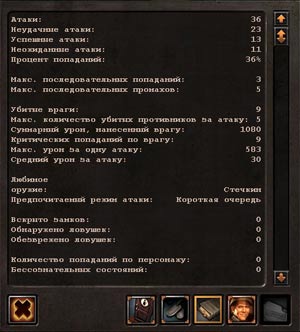 Атаки: 36
Неудачные атаки: 23
Успешные атаки: 13
Неожиданные атаки: 11
Процент попаданий: 36%
Макс. последовательных попаданий: 3
Макс. последовательных промахов: 5
Убитые враги: 9
Макс. количество убитых противников за атаку: 5
Суммарный урон, нанесенный врагу: 1080
Критических попаданий по врагу: 9
Макс. урон за одну атаку: 583
Средний урон за атаку: 30
Любимое
оружие: Стечкин
Предпочитаемый режим атаки: Короткая очередь
Вскрыто банков: 0
Обнаружено ловушек: 0
Обезврежено ловушек: 0
Количество попаданий по персонажу: 0
Бессознательных состояний: 0